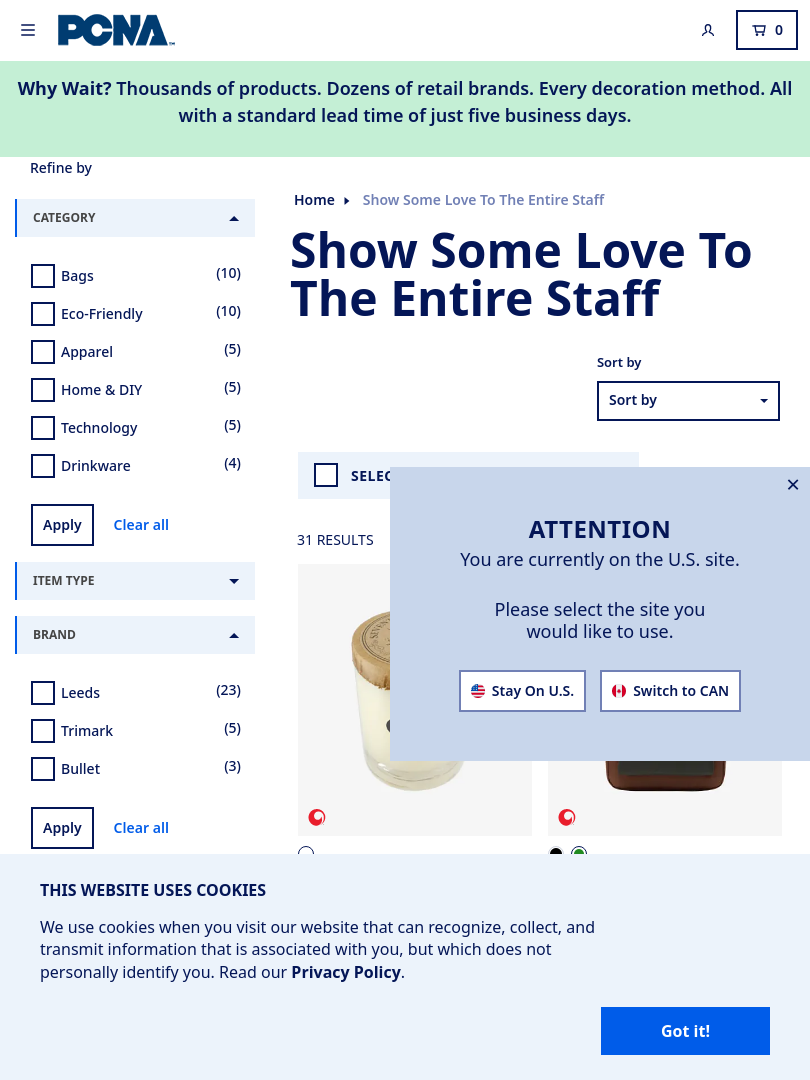 PCNA
0
Why Wait? Thousands of products. Dozens of retail brands. Every decoration method. All
with a standard lead time of just five business days.
Refine by
CATEGORY
Bags (10)
Eco-Friendly (10)
Apparel (5)
Home & DIY (5)
Technology (5)
Drinkware (4)
Apply Clear all
ITEM TYPE
BRAND
Leeds (23)
Trimark (5)
Bullet (3)
Apply Clear all
Home Show Some Love To The Entire Staff
Show Some Love To
The Entire Staff
Sort by
Sort by
31 RESULTS
ATTENTION
You are currently on the U.S. site.
Please select the site you
would like to use.
Stay On U.S. Switch to CAN
THIS WEBSITE USES COOKIES
We use cookies when you visit our website that can recognize, collect, and
transmit information that is associated with you, but which does not
personally identify you. Read our Privacy Policy.
Got it!